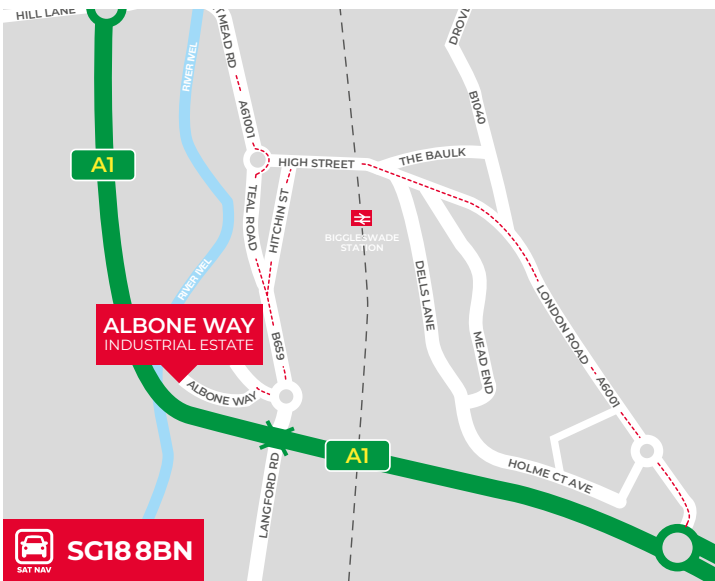 HILL LANE
RIVER IVEL
MEAD RD
A61001
DROVE
B1040
A1
HIGH STREET
THE BAULK
TEAL ROAD
HITCHIN ST
BIGGLESWADE
STATION
RIVER IVEL
DELLS LANE
MEAD END
LONDON ROAD
A6001
ALBONE WAY
INDUSTRIAL ESTATE
B659
ALBONE WAY
A1
LANGFORD RD
HOLME CT AVE
SAT NAV
SG18 8BN